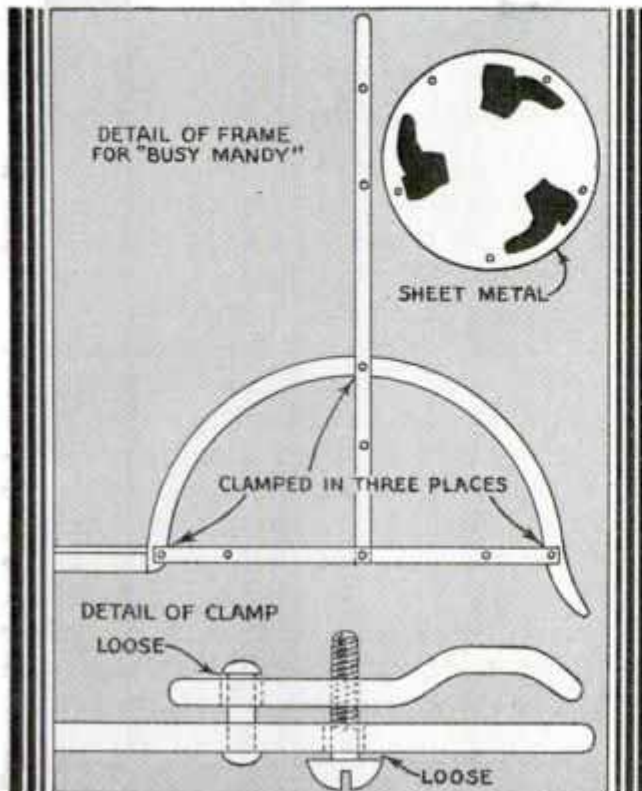 DETAIL OF FRAME
FOR "BUSY MANDY"
SHEET METAL
CLAMPED IN THREE PLACES
DETAIL OF CLAMP
LOOSE
LOOSE